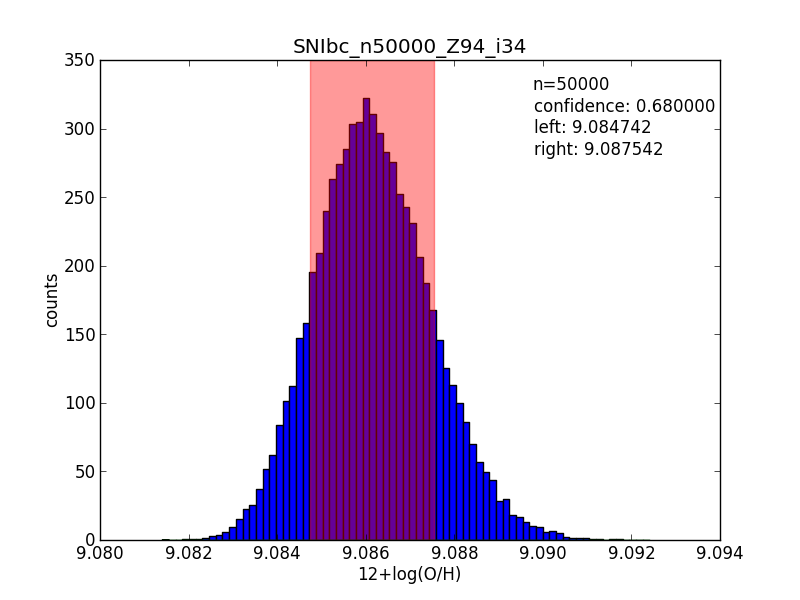 SNIbc_n50000_Z94_i34
n=50000
confidence: 0.680000
left: 9.084742
right: 9.087542
350
300
250
200
150
100
50
0
counts
9.080 9.082 9.084 9.086 9.088 9.090 9.092 9.094
12+log(O/H)